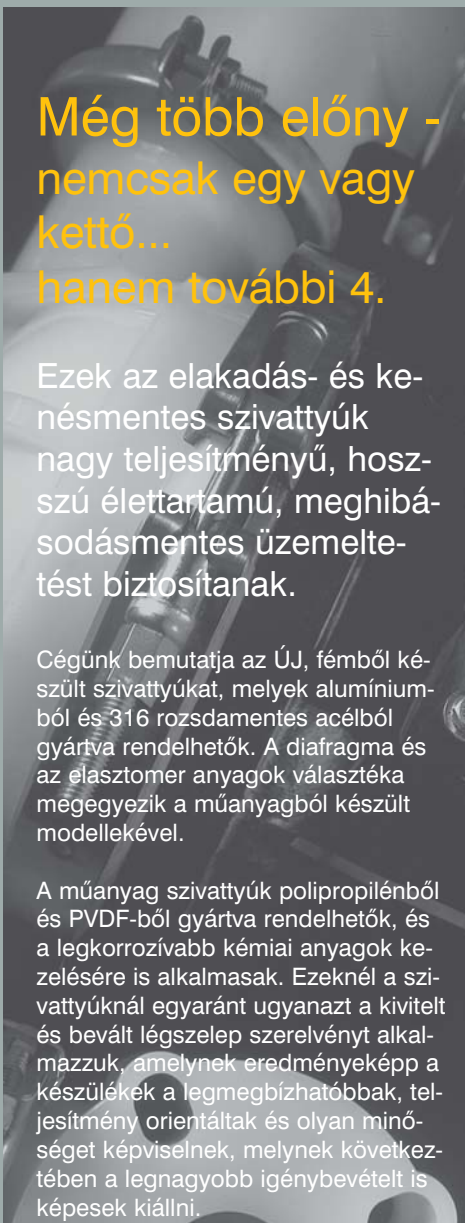 Még több előny -
nemcsak egy vagy
kettő...
hanem további 4.
Ezek az elakadás- és ke-
nésmentes szivattyúk
nagy teljesítményű, hosz-
szú élettartamú, meghibá-
sodásmentes üzemelte-
tést biztosítanak.
Cégünk bemutatja az ÚJ, fémből ké-
szült szivattyúkat, melyek alumínium-
ból és 316 rozsdamentes acélból
gyártva rendelhetők. A diafragma és
az elasztomer anyagok választéka
megegyezik a műanyagból készült
modellekével.
A műanyag szivattyúk polipropilénből
és PVDF-ből gyártva rendelhetők, és
a legkorrozívabb kémiai anyagok ke-
zelésére is alkalmasak. Ezeknél a szi-
vattyúknál egyaránt ugyanazt a kivitelt
és bevált légszelep szerelvényt alkal-
mazzuk, amelynek eredményeképp a
készülékek a legmegbízhatóbbak, tel-
jesítmény orientáltak és olyan minő-
séget képviselnek, melynek következ-
tében a legnagyobb igénybevételt is
képesek kiállni.